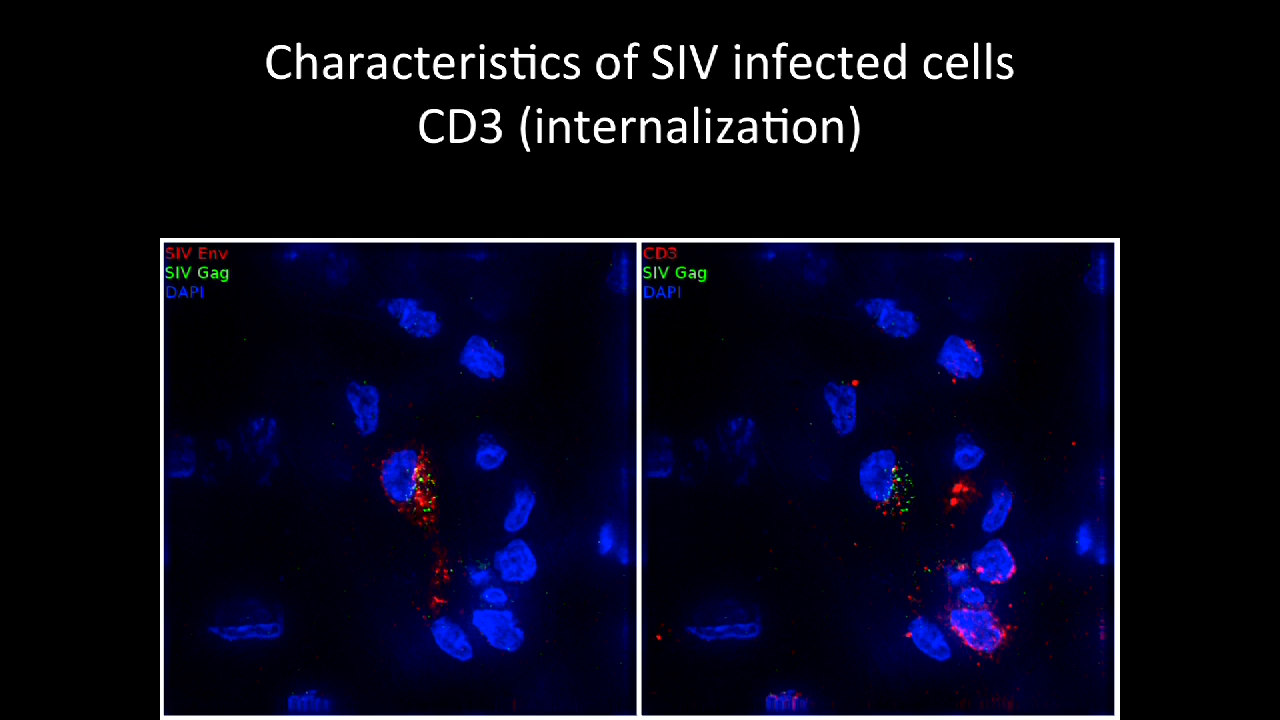 Characteristics of SIV infected cells
CD3 (internalization)
SIV Env
SIV Gag
DAPI
CD3
SIV Gag
DAPI